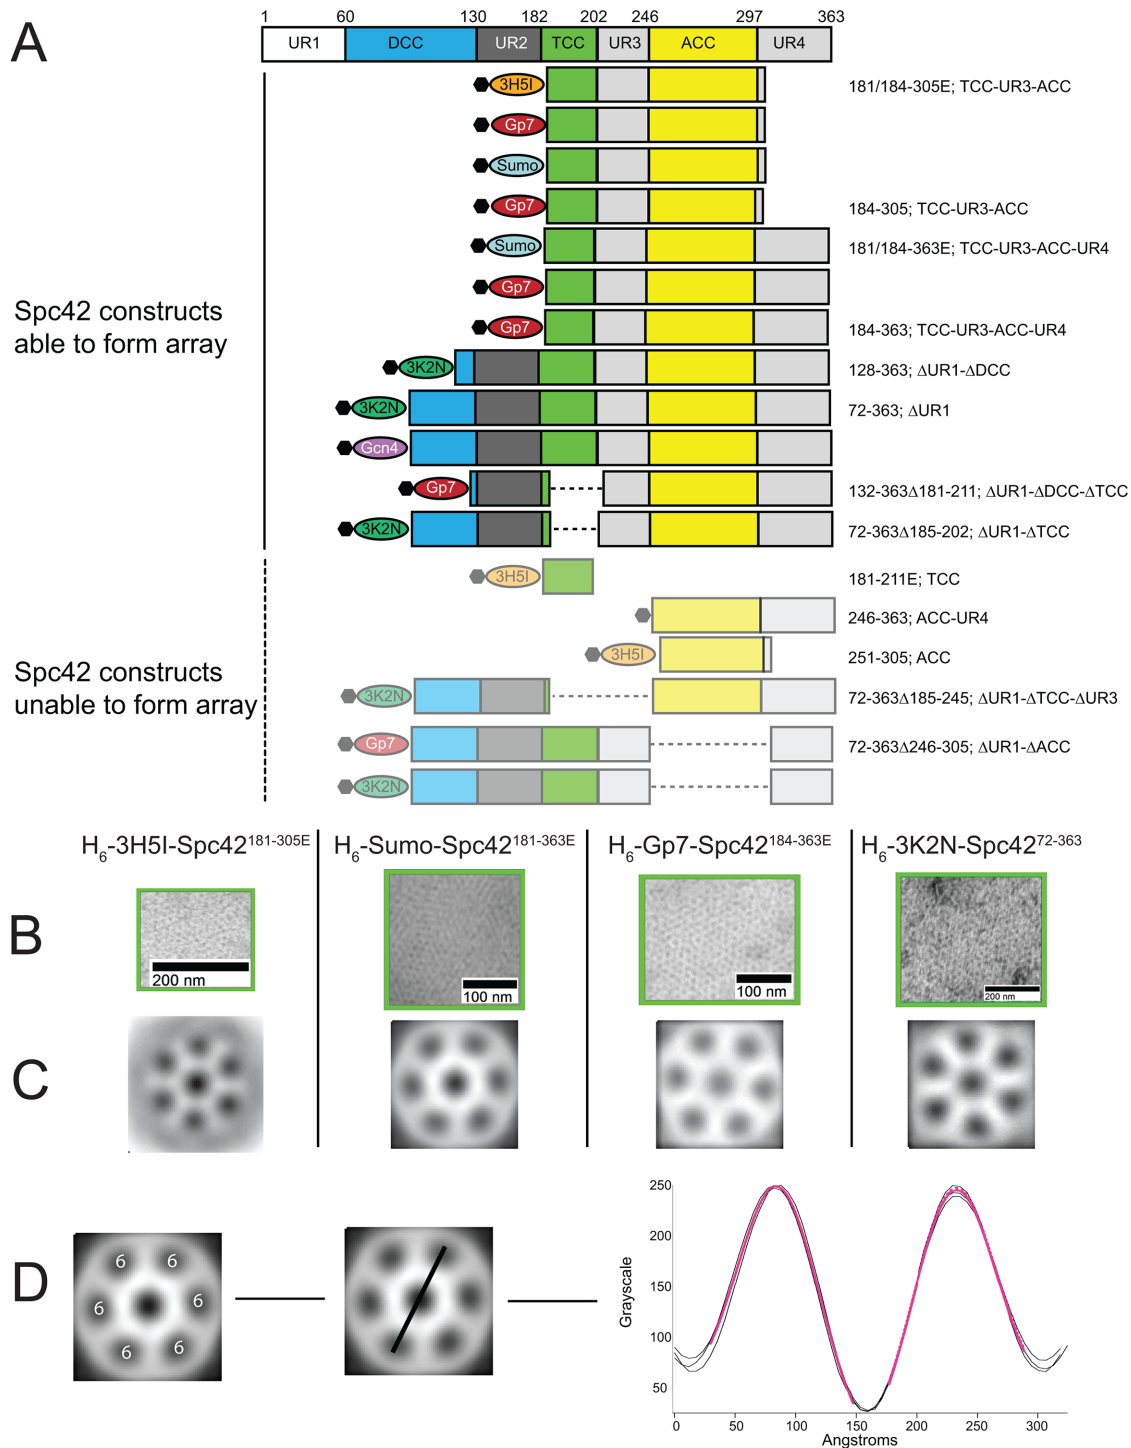 A
1 60 130 182 202 246 297 363
UR1 DCC UR2 TCC UR3 ACC UR4
3H5I 181/184-305E; TCC-UR3-ACC
Gp7
Sumo
Gp7 184-305; TCC-UR3-ACC
Sumo 181/184-363E; TCC-UR3-ACC-UR4
Gp7
Gp7 184-363; TCC-UR3-ACC-UR4
Spc42 constructs
able to form array
3K2N 128-363; ΔUR1-ΔDCC
3K2N 72-363; ΔUR1
Gcn4
Gp7 132-363Δ181-211; ΔUR1-ΔDCC-ΔTCC
3K2N 72-363Δ185-202; ΔUR1-ΔTCC
3H5I 181-211E; TCC
246-363; ACC-UR4
3H5I 251-305; ACC
Spc42 constructs
unable to form array
3K2N 72-363Δ185-245; ΔUR1-ΔTCC-ΔUR3
Gp7 72-363Δ246-305; ΔUR1-ΔACC
3K2N
H6-3H5I-Spc42181-305E
H6-Sumo-Spc42181-363E
H6-Gp7-Spc42184-363E
H6-3K2N-Spc4272-363
B
200 nm
100 nm
100 nm
200 nm
C
D
6 6
6 6
6 6
Grayscale
250
200
150
100
50
0 50 100 150 200 250 300
Angstroms